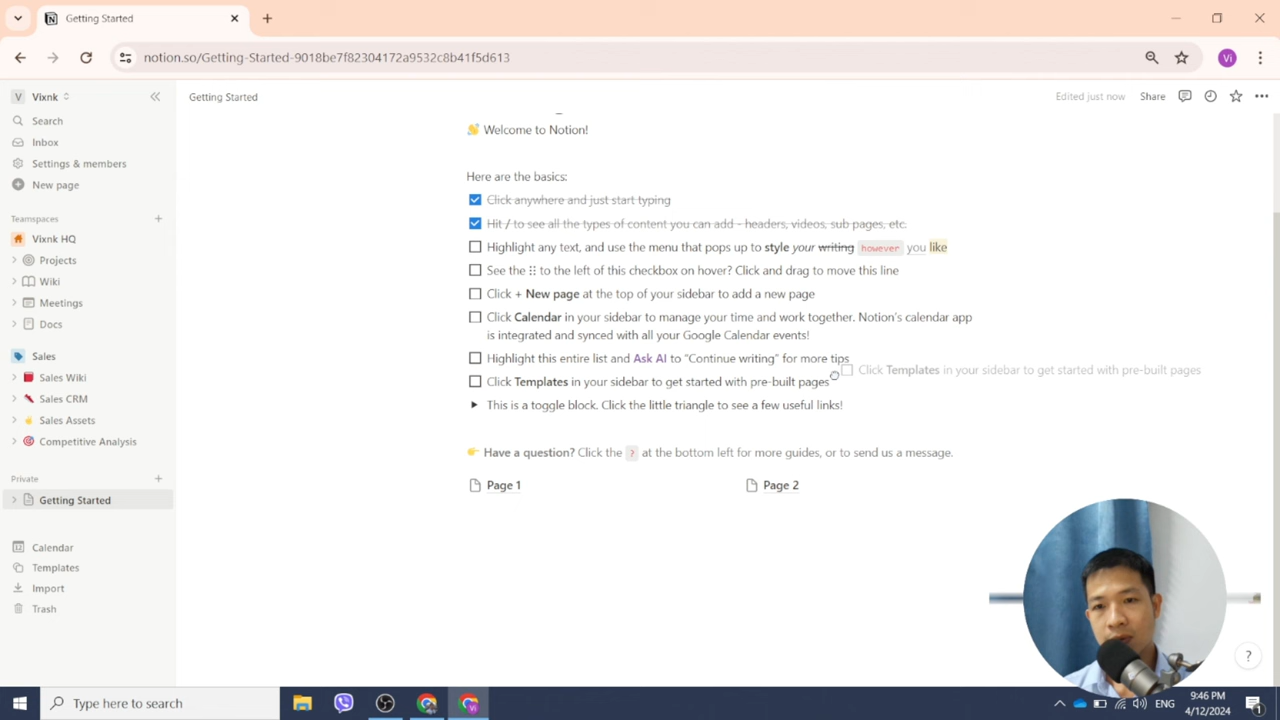 Getting Started
notion.so/Getting-Started-9018be7f82304172a9532c8b41f5d613
Vi
V Vixnk
Getting Started
Edited just now
Share
Search
Inbox
Settings & members
New page
Teamspaces
Vixnk HQ
Projects
Wiki
Meetings
Docs
Sales
Sales Wiki
Sales CRM
Sales Assets
Competitive Analysis
Private
Getting Started
Calendar
Templates
Import
Trash
👋 Welcome to Notion!
Here are the basics:
Click anywhere and just start typing
Hit / to see all the types of content you can add - headers, videos, sub pages, etc.
Highlight any text, and use the menu that pops up to style your writing however you like
See the ⠿ to the left of this checkbox on hover? Click and drag to move this line
Click + New page at the top of your sidebar to add a new page
Click Calendar in your sidebar to manage your time and work together. Notion's calendar app
is integrated and synced with all your Google Calendar events!
Highlight this entire list and Ask AI to "Continue writing" for more tips
Click Templates in your sidebar to get started with pre-built pages
Click Templates in your sidebar to get started with pre-built pages
This is a toggle block. Click the little triangle to see a few useful links!
👉 Have a question? Click the ? at the bottom left for more guides, or to send us a message.
Page 1
Page 2
?
Type here to search
ENG
9:46 PM
4/12/2024
1